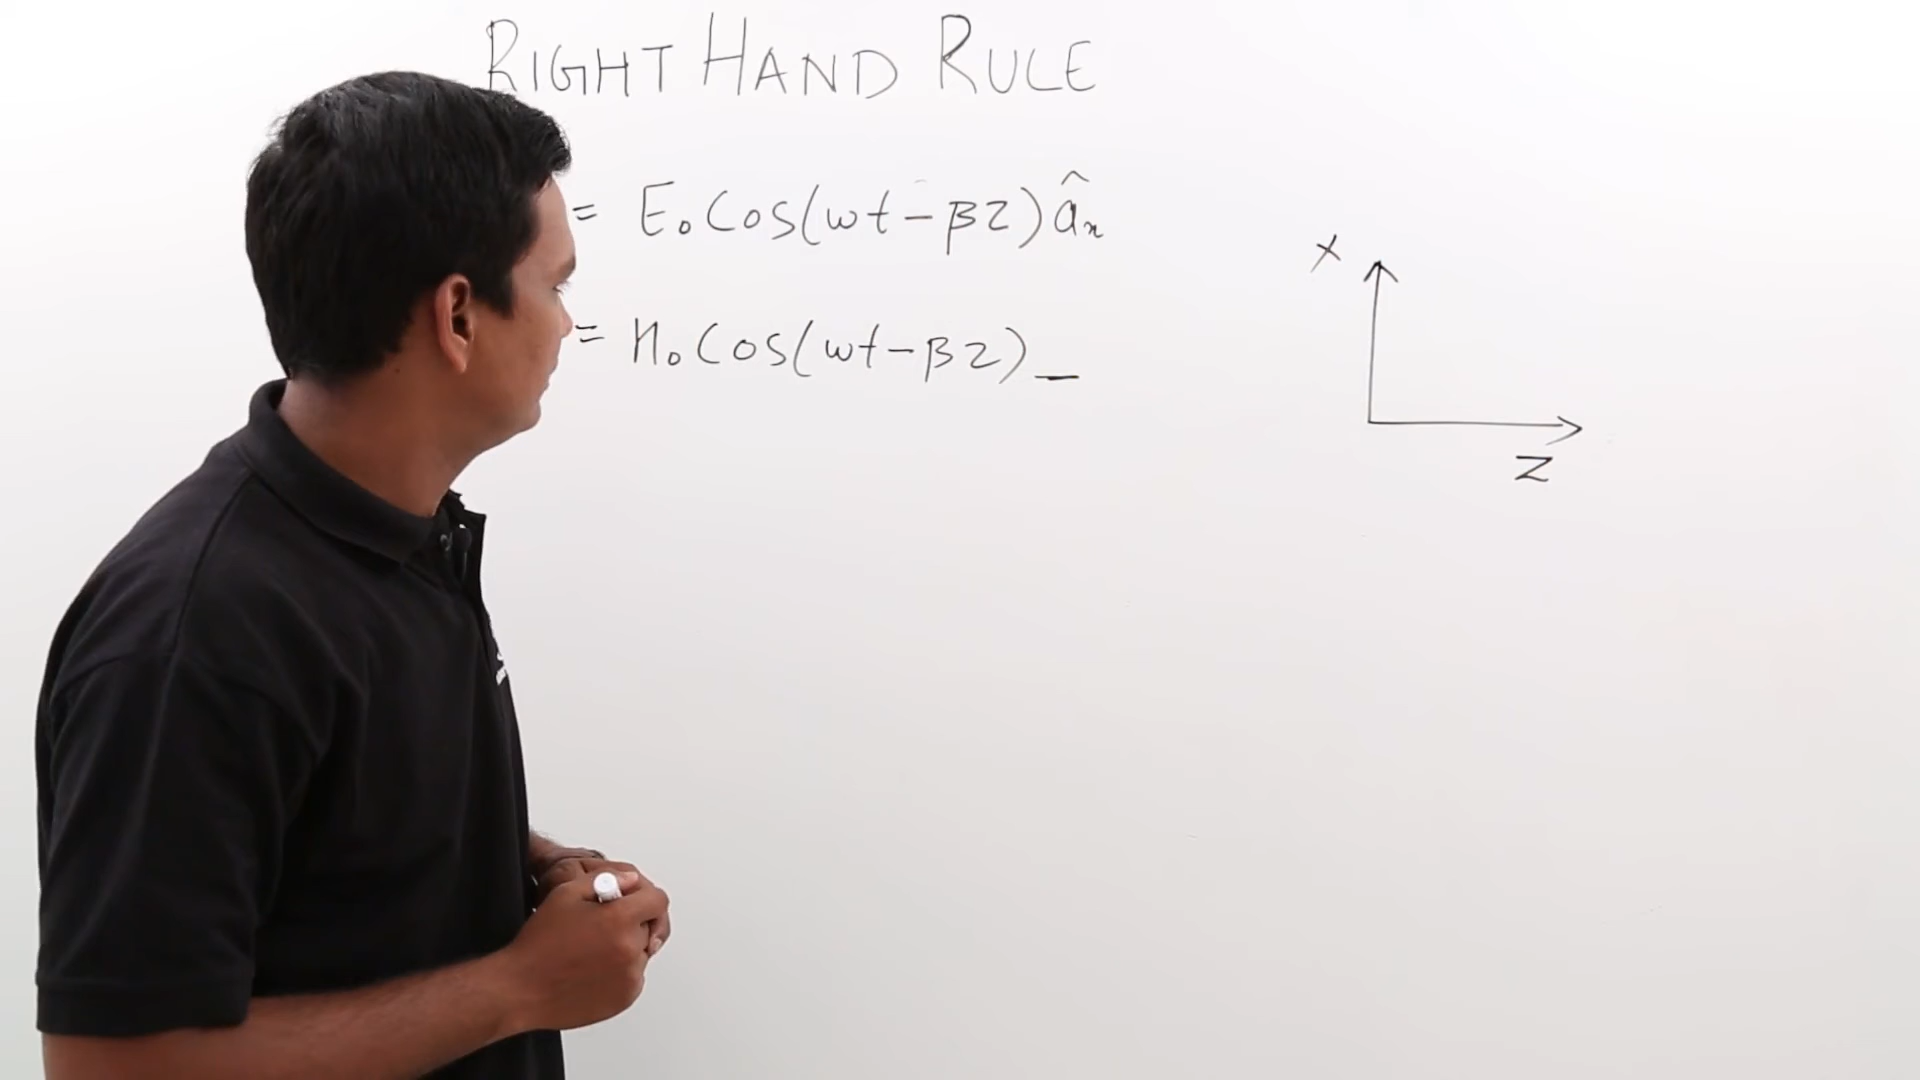 RIGHT HAND RULE
= E₀ Cos(ωt - βz) âₓ
= H₀ Cos(ωt - βz) _
X
Z